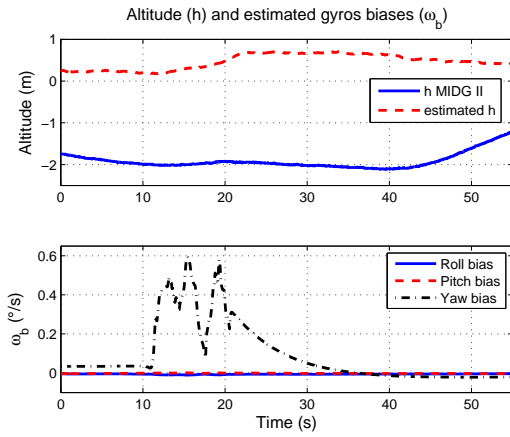 Altitude (h) and estimated gyros biases (ω_b)
1
0
−1
−2
Altitude (m)
0
10
20
30
40
50
h MIDG II
estimated h
0.6
0.4
0.2
0
ω_b (°/s)
0
10
20
30
40
50
Time (s)
Roll bias
Pitch bias
Yaw bias